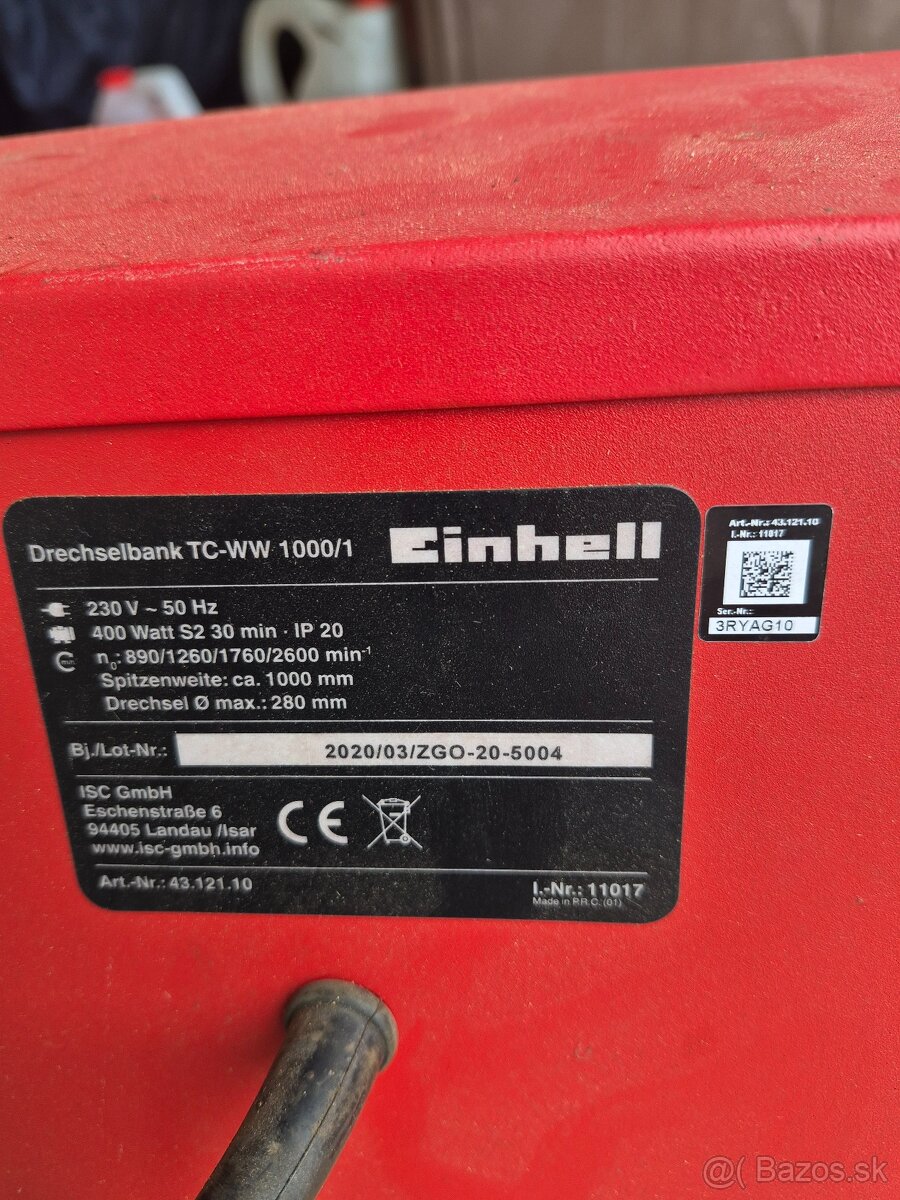 Drechselbank TC-WW 1000/1
Einhell
230 V ~ 50 Hz
400 Watt S2 30 min · IP 20
n₀: 890/1260/1760/2600 min⁻¹
Spitzenweite: ca. 1000 mm
Drechsel Ø max.: 280 mm
Bj./Lot-Nr.: 2020/03/ZGO-20-5004
ISC GmbH
Eschenstraße 6
94405 Landau /Isar
www.isc-gmbh.info
CE
Art.-Nr.: 43.121.10
I.-Nr.: 11017
Made in P.R.C. (01)
Art.-Nr.: 43.121.10
I.-Nr.: 11017
Ser.-Nr.:
3RYAG10
@( Bazos.sk